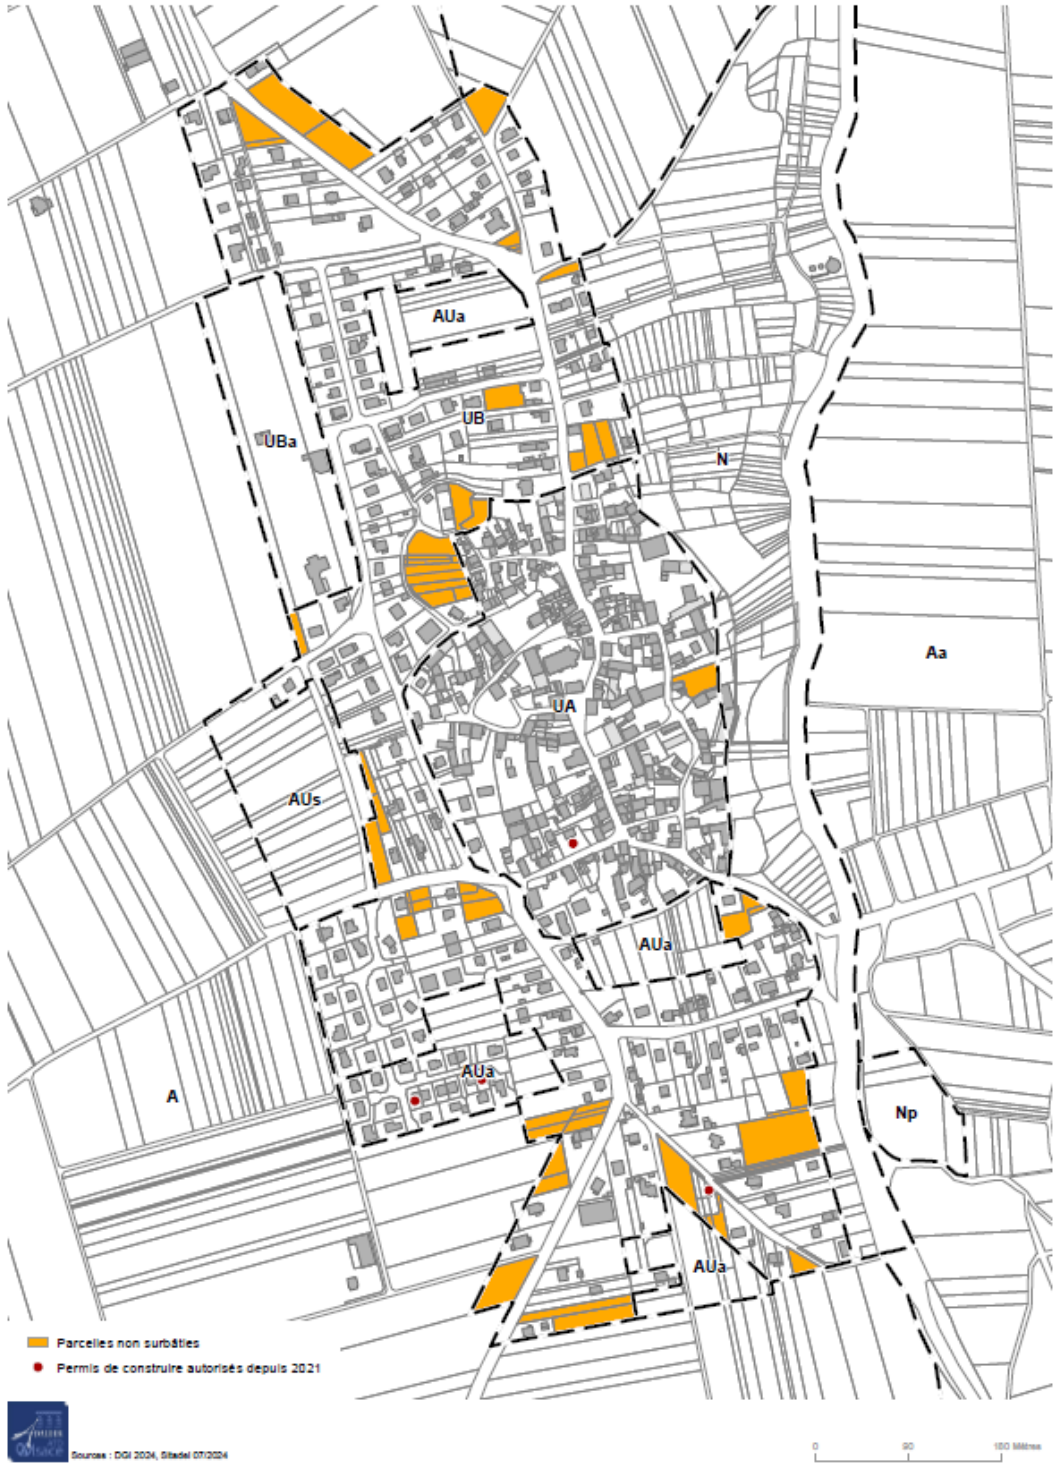 AUa
UB
UBa
N
Aa
UA
AUs
AUa
AUa
A
Np
AUa
Parcelles non surbâties
Permis de construire autorisés depuis 2021
Sources : DGI 2024, Sitadel 07/2024
0 90 180 Mètres